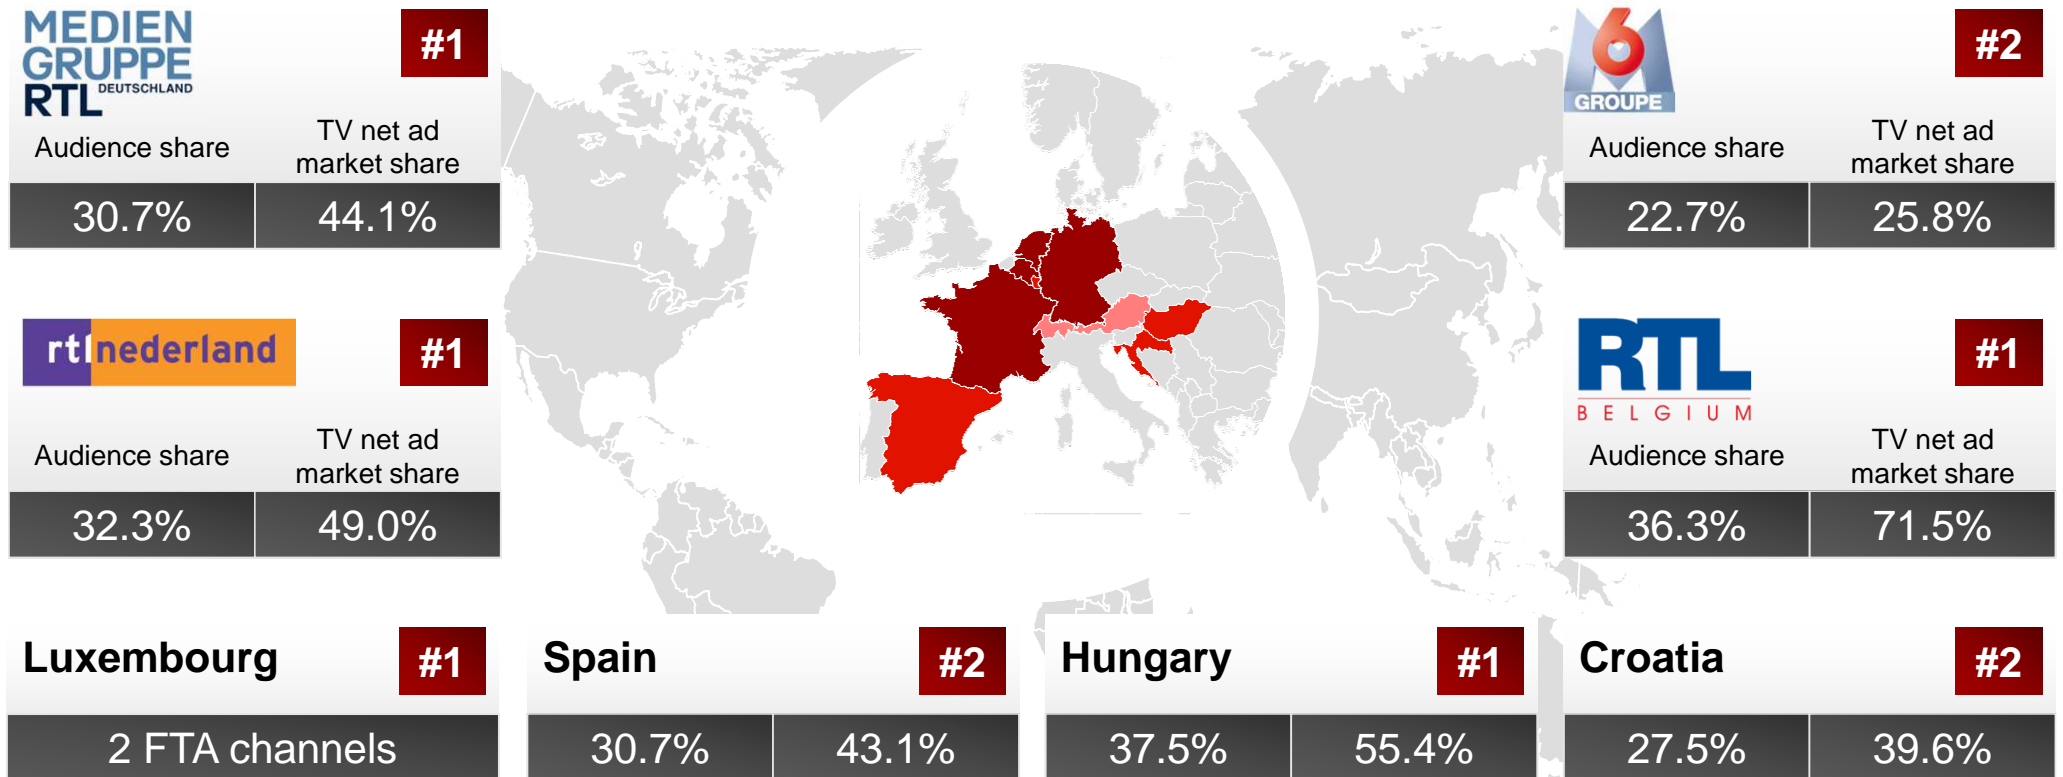 MEDIEN
GRUPPE
RTL DEUTSCHLAND
#1
Audience share
TV net ad
market share
30.7%
44.1%
M6
GROUPE
#2
Audience share
TV net ad
market share
22.7%
25.8%
rtl nederland
#1
Audience share
TV net ad
market share
32.3%
49.0%
RTL
BELGIUM
#1
Audience share
TV net ad
market share
36.3%
71.5%
Luxembourg
#1
2 FTA channels
Spain
#2
30.7%
43.1%
Hungary
#1
37.5%
55.4%
Croatia
#2
27.5%
39.6%